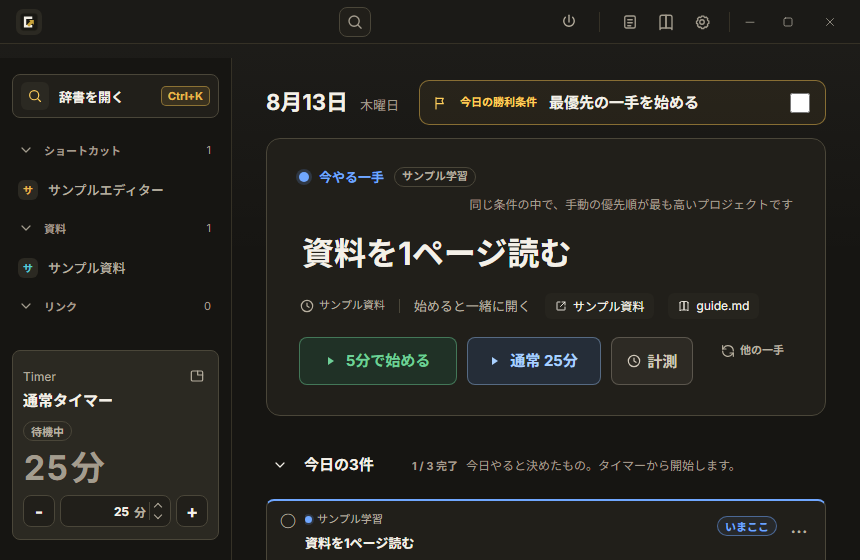 辞書を開く Ctrl+K
ショートカット 1
サ サンプルエディター
資料 1
サ サンプル資料
リンク 0
Timer
通常タイマー
待機中
25分
- 25 分 +
8月13日 木曜日
今日の勝利条件 最優先の一手を始める
今やる一手 サンプル学習
同じ条件の中で、手動の優先順が最も高いプロジェクトです
資料を1ページ読む
サンプル資料 始めると一緒に開く サンプル資料 guide.md
5分で始める 通常 25分 計測 他の一手
今日の3件 1 / 3 完了 今日やると決めたもの。タイマーから開始します。
サンプル学習
資料を1ページ読む
いまここ ...